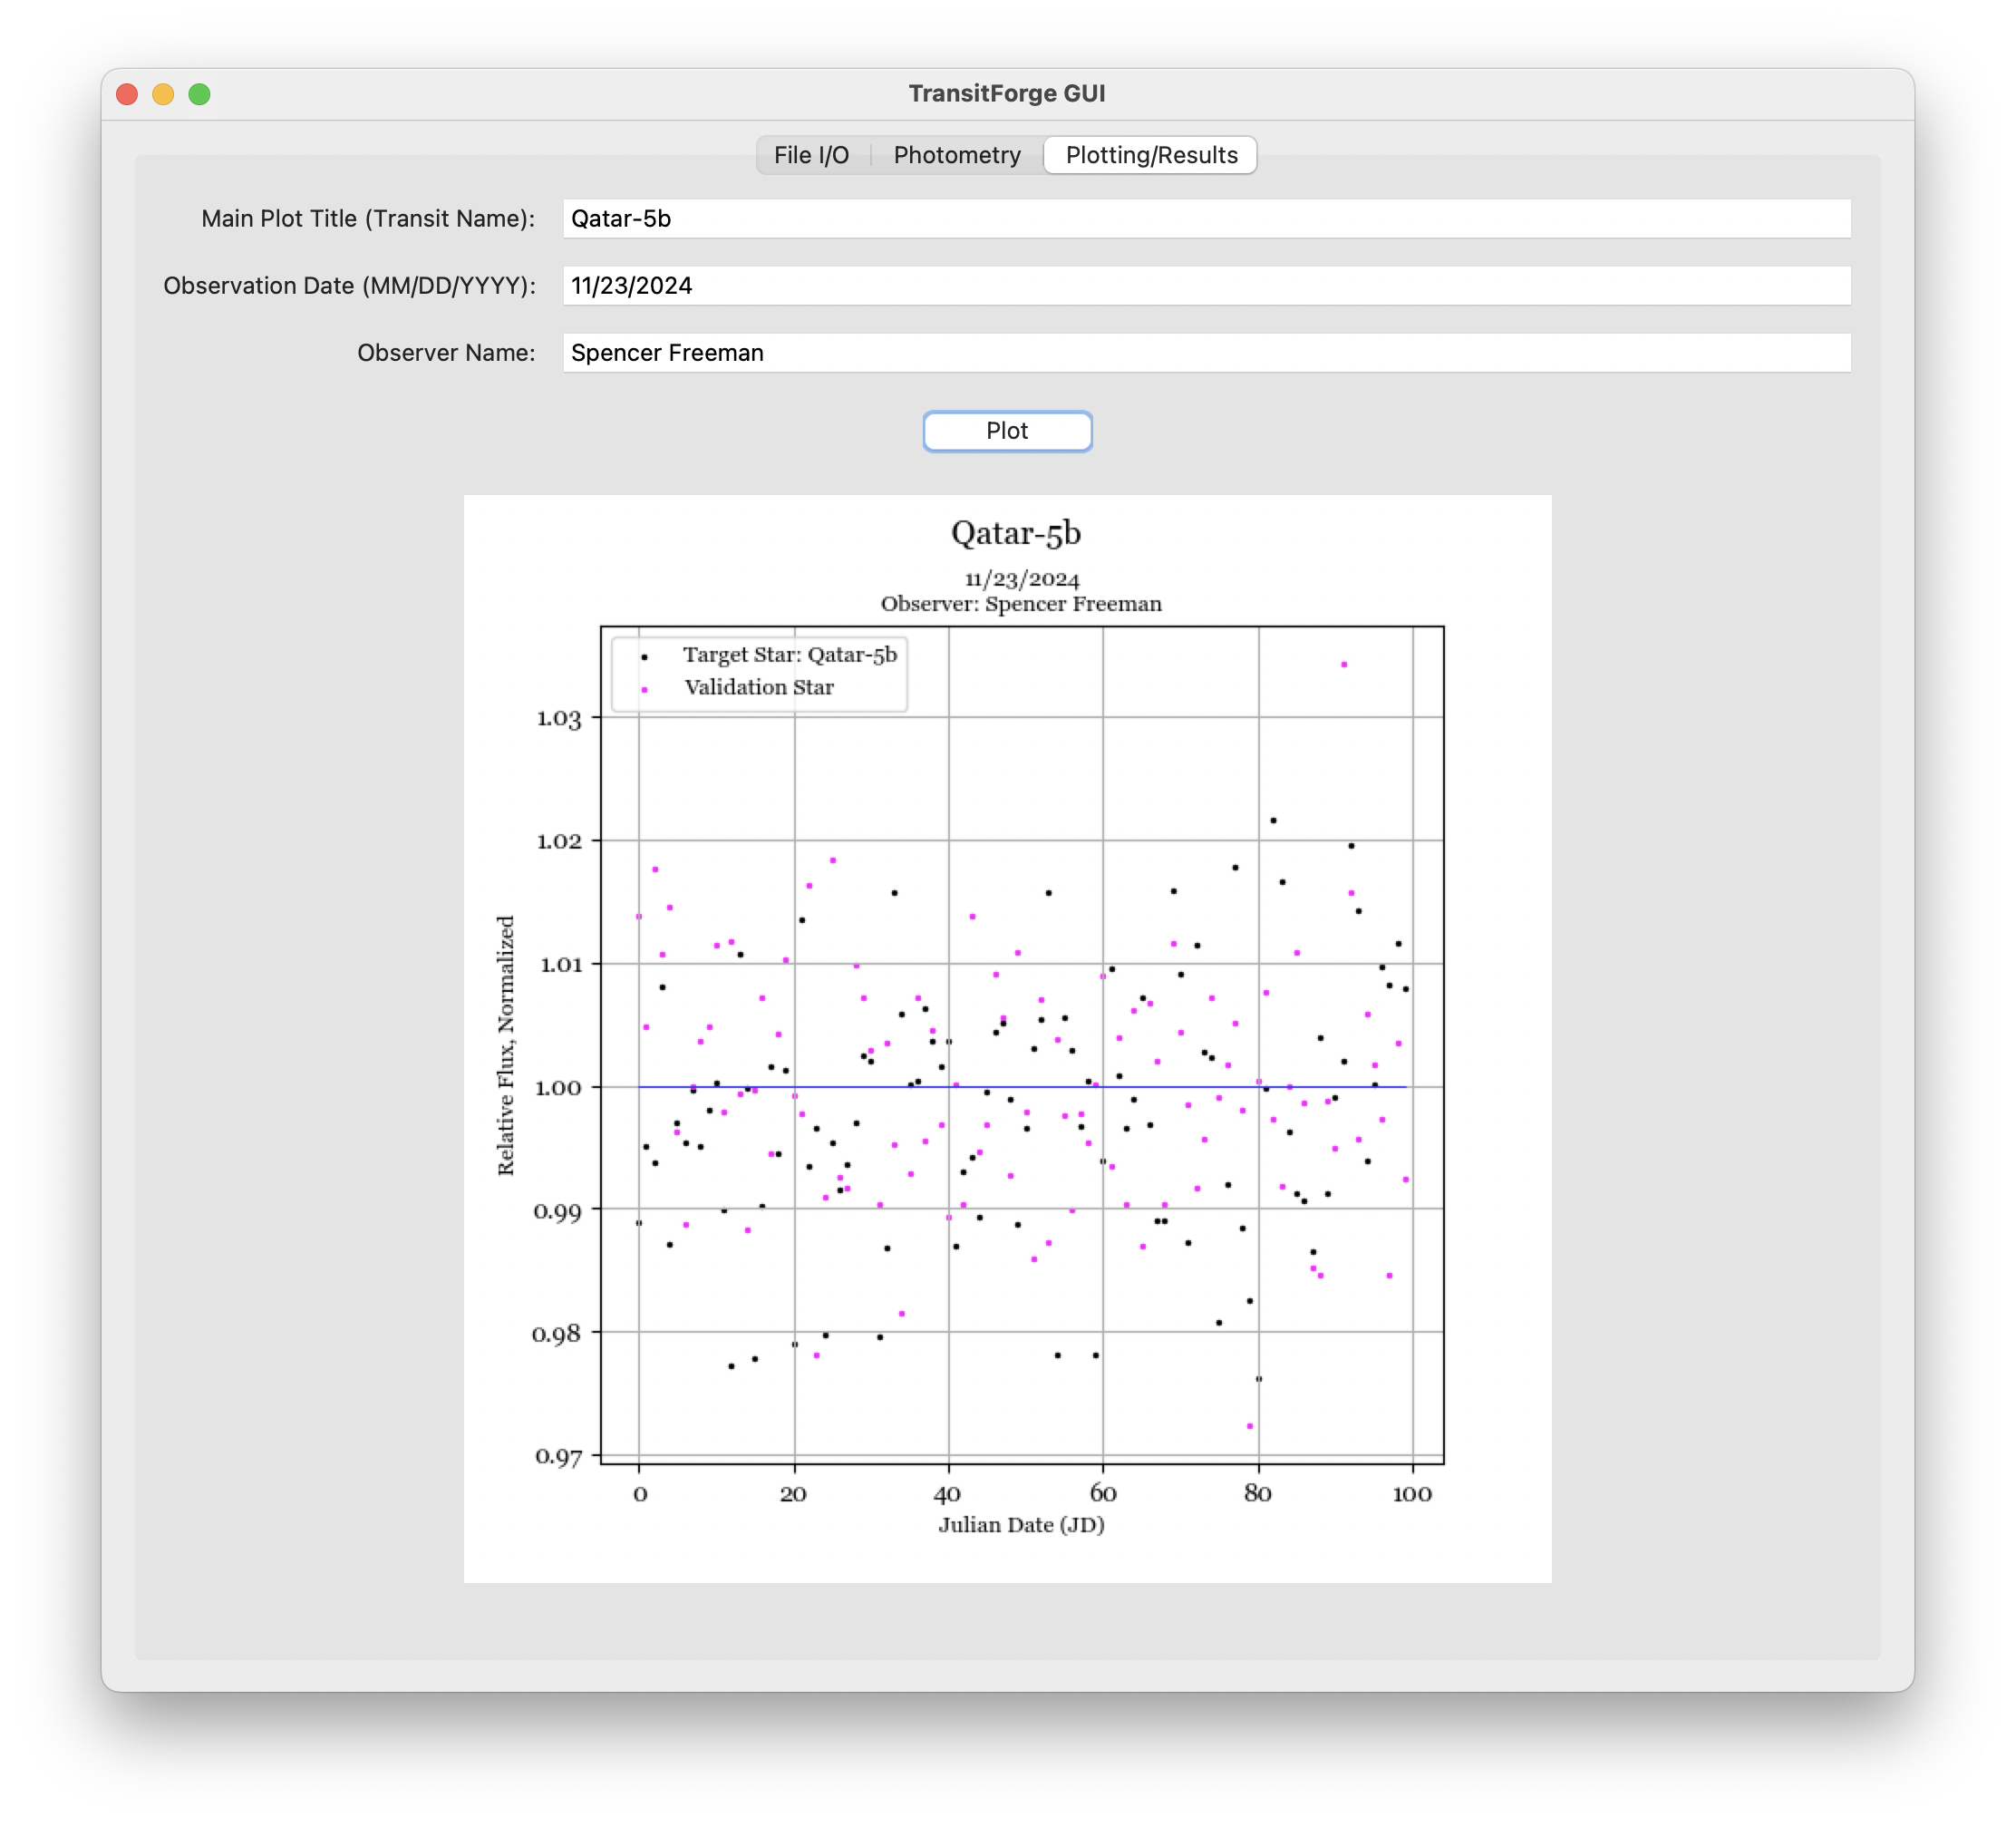 TransitForge GUI
File I/O Photometry Plotting/Results
Main Plot Title (Transit Name): Qatar-5b
Observation Date (MM/DD/YYYY): 11/23/2024
Observer Name: Spencer Freeman
Plot
Qatar-5b
11/23/2024
Observer: Spencer Freeman
Target Star: Qatar-5b
Validation Star
1.03
1.02
1.01
1.00
0.99
0.98
0.97
Relative Flux, Normalized
0 20 40 60 80 100
Julian Date (JD)